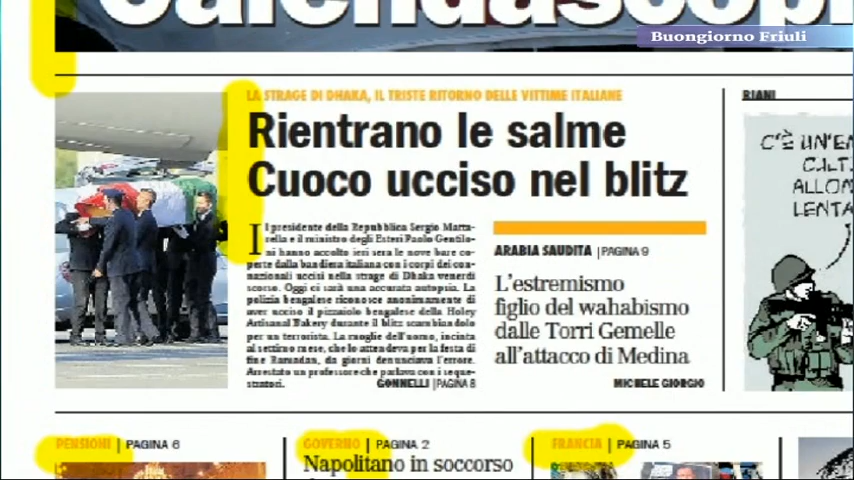 Buongiorno Friuli
LA STRAGE DI DHAKA, IL TRISTE RITORNO DELLE VITTIME ITALIANE
Rientrano le salme
Cuoco ucciso nel blitz
Il presidente della Repubblica Sergio Matta-
rella e il ministro degli Esteri Paolo Gentilo-
ni hanno accolto ieri sera le nove bare co-
perte dalla bandiera italiana con i corpi dei con-
nazionali uccisi nella strage di Dhaka venerdì
scorso. Oggi ci sarà una accurata autopsia. La
polizia bengalese riconosce anonimamente di
aver ucciso il pizzaiolo bengalese della Holey
Artisanal Bakery durante il blitz scambiandolo
per un terrorista. La moglie dell'uomo, incinta
al settimo mese, che lo attendeva per la festa di
fine Ramadan, da giorni denunciava l'errore.
Arrestato un professore che parlava con i seque-
stratori.
GONNELLI |PAGINA 8
ARABIA SAUDITA |PAGINA 9
L'estremismo
figlio del wahabismo
dalle Torri Gemelle
all'attacco di Medina
MICHELE GIORGIO
BIANI
C'È UN'EN
CULT
ALLON
LENTA
PENSIONI | PAGINA 6
GOVERNO | PAGINA 2
Napolitano in soccorso
FRANCIA | PAGINA 5